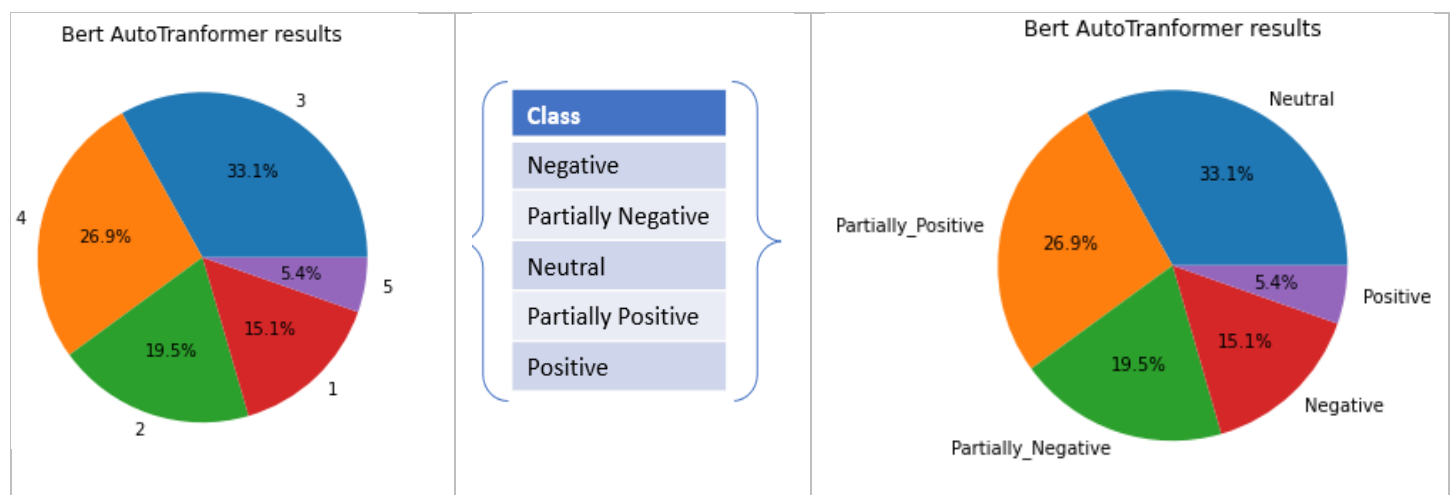 Bert AutoTranformer results
3
33.1%
4
26.9%
5.4%
5
15.1%
19.5%
1
2
Class
Negative
Partially Negative
Neutral
Partially Positive
Positive
Bert AutoTranformer results
Neutral
33.1%
Partially_Positive
26.9%
5.4%
Positive
15.1%
19.5%
Negative
Partially_Negative